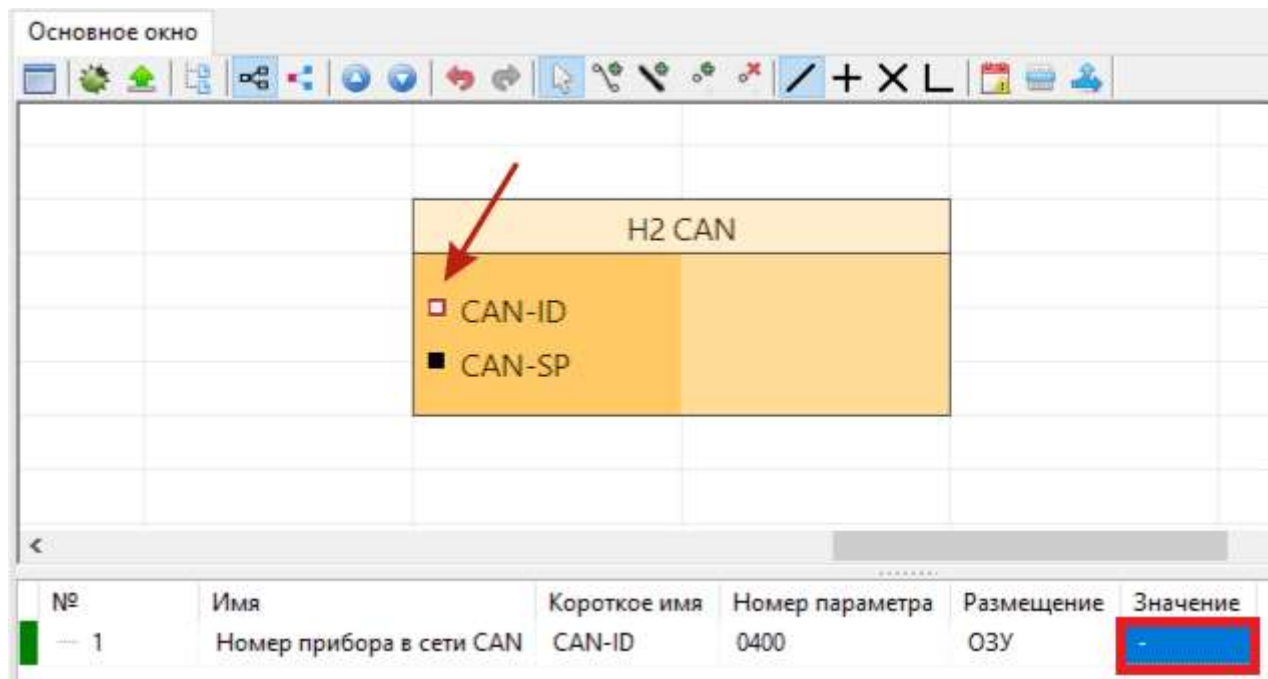 Основное окно
H2 CAN
CAN-ID
CAN-SP
№ Имя Короткое имя Номер параметра Размещение Значение
1 Номер прибора в сети CAN CAN-ID 0400 ОЗУ -